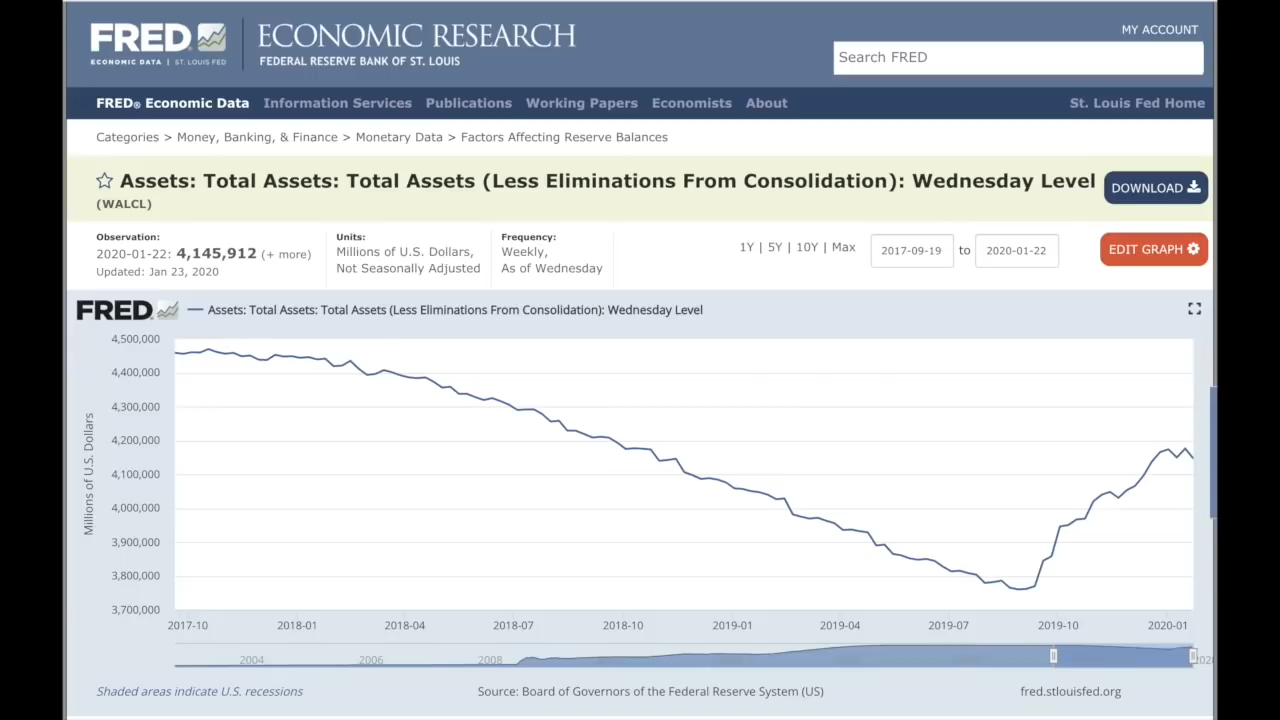 FRED
ECONOMIC DATA | ST. LOUIS FED
ECONOMIC RESEARCH
FEDERAL RESERVE BANK OF ST. LOUIS
MY ACCOUNT
Search FRED
FRED® Economic Data Information Services Publications Working Papers Economists About St. Louis Fed Home
Categories > Money, Banking, & Finance > Monetary Data > Factors Affecting Reserve Balances
Assets: Total Assets: Total Assets (Less Eliminations From Consolidation): Wednesday Level
(WALCL)
DOWNLOAD
Observation:
2020-01-22: 4,145,912 (+ more)
Updated: Jan 23, 2020
Units:
Millions of U.S. Dollars,
Not Seasonally Adjusted
Frequency:
Weekly,
As of Wednesday
1Y | 5Y | 10Y | Max
2017-09-19 to 2020-01-22
EDIT GRAPH
FRED
Assets: Total Assets: Total Assets (Less Eliminations From Consolidation): Wednesday Level
Millions of U.S. Dollars
4,500,000
4,400,000
4,300,000
4,200,000
4,100,000
4,000,000
3,900,000
3,800,000
3,700,000
2017-10 2018-01 2018-04 2018-07 2018-10 2019-01 2019-04 2019-07 2019-10 2020-01
2004 2006 2008
Shaded areas indicate U.S. recessions
Source: Board of Governors of the Federal Reserve System (US)
fred.stlouisfed.org